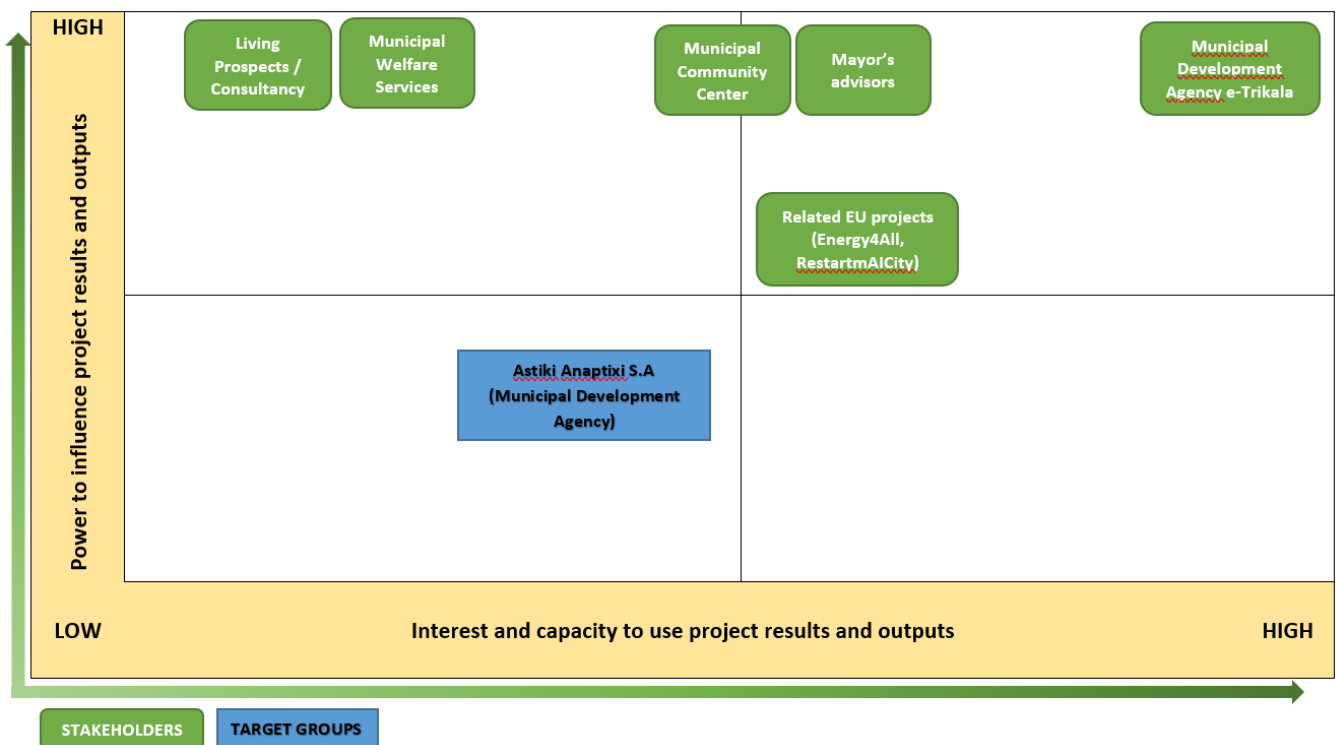 HIGH
Living
Prospects /
Consultancy
Municipal
Welfare
Services
Municipal
Community
Center
Mayor’s
advisors
Municipal
Development
Agency e-Trikala
Power to influence project results and outputs
Related EU projects
(Energy4All,
RestartmAICity)
Astiki Anaptixi S.A
(Municipal Development
Agency)
LOW
Interest and capacity to use project results and outputs
HIGH
STAKEHOLDERS
TARGET GROUPS